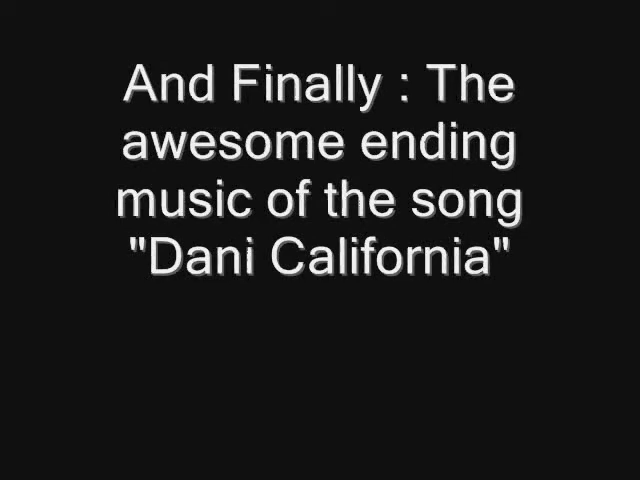 And Finally : The
awesome ending
music of the song
"Dani California"